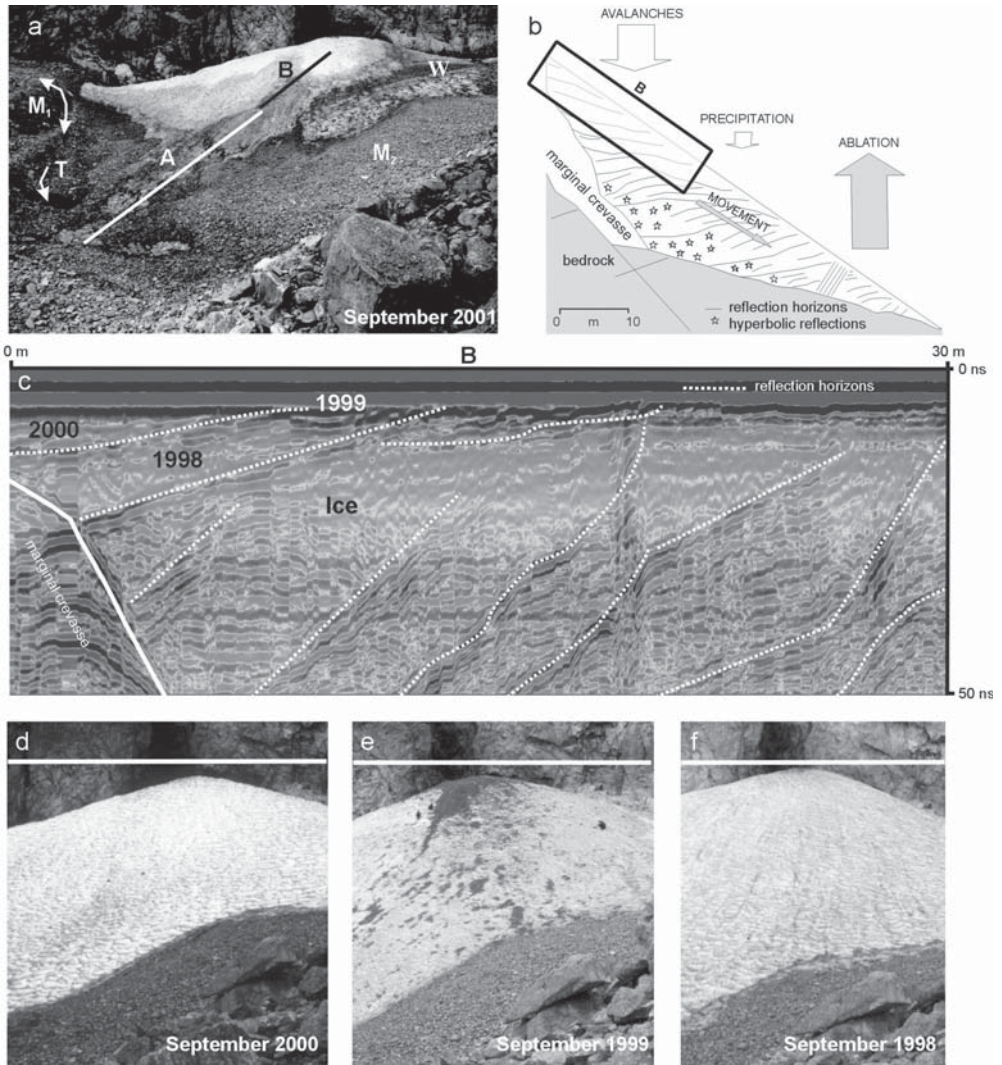 a
B
W
M₁
T
A
M₂
September 2001
b
AVALANCHES
B
PRECIPITATION
ABLATION
MOVEMENT
marginal crevasse
bedrock
0 m 10
reflection horizons
hyperbolic reflections
0 m
B
30 m
0 ns
c
reflection horizons
1999
2000
1998
Ice
marginal crevasse
50 ns
d
September 2000
e
September 1999
f
September 1998